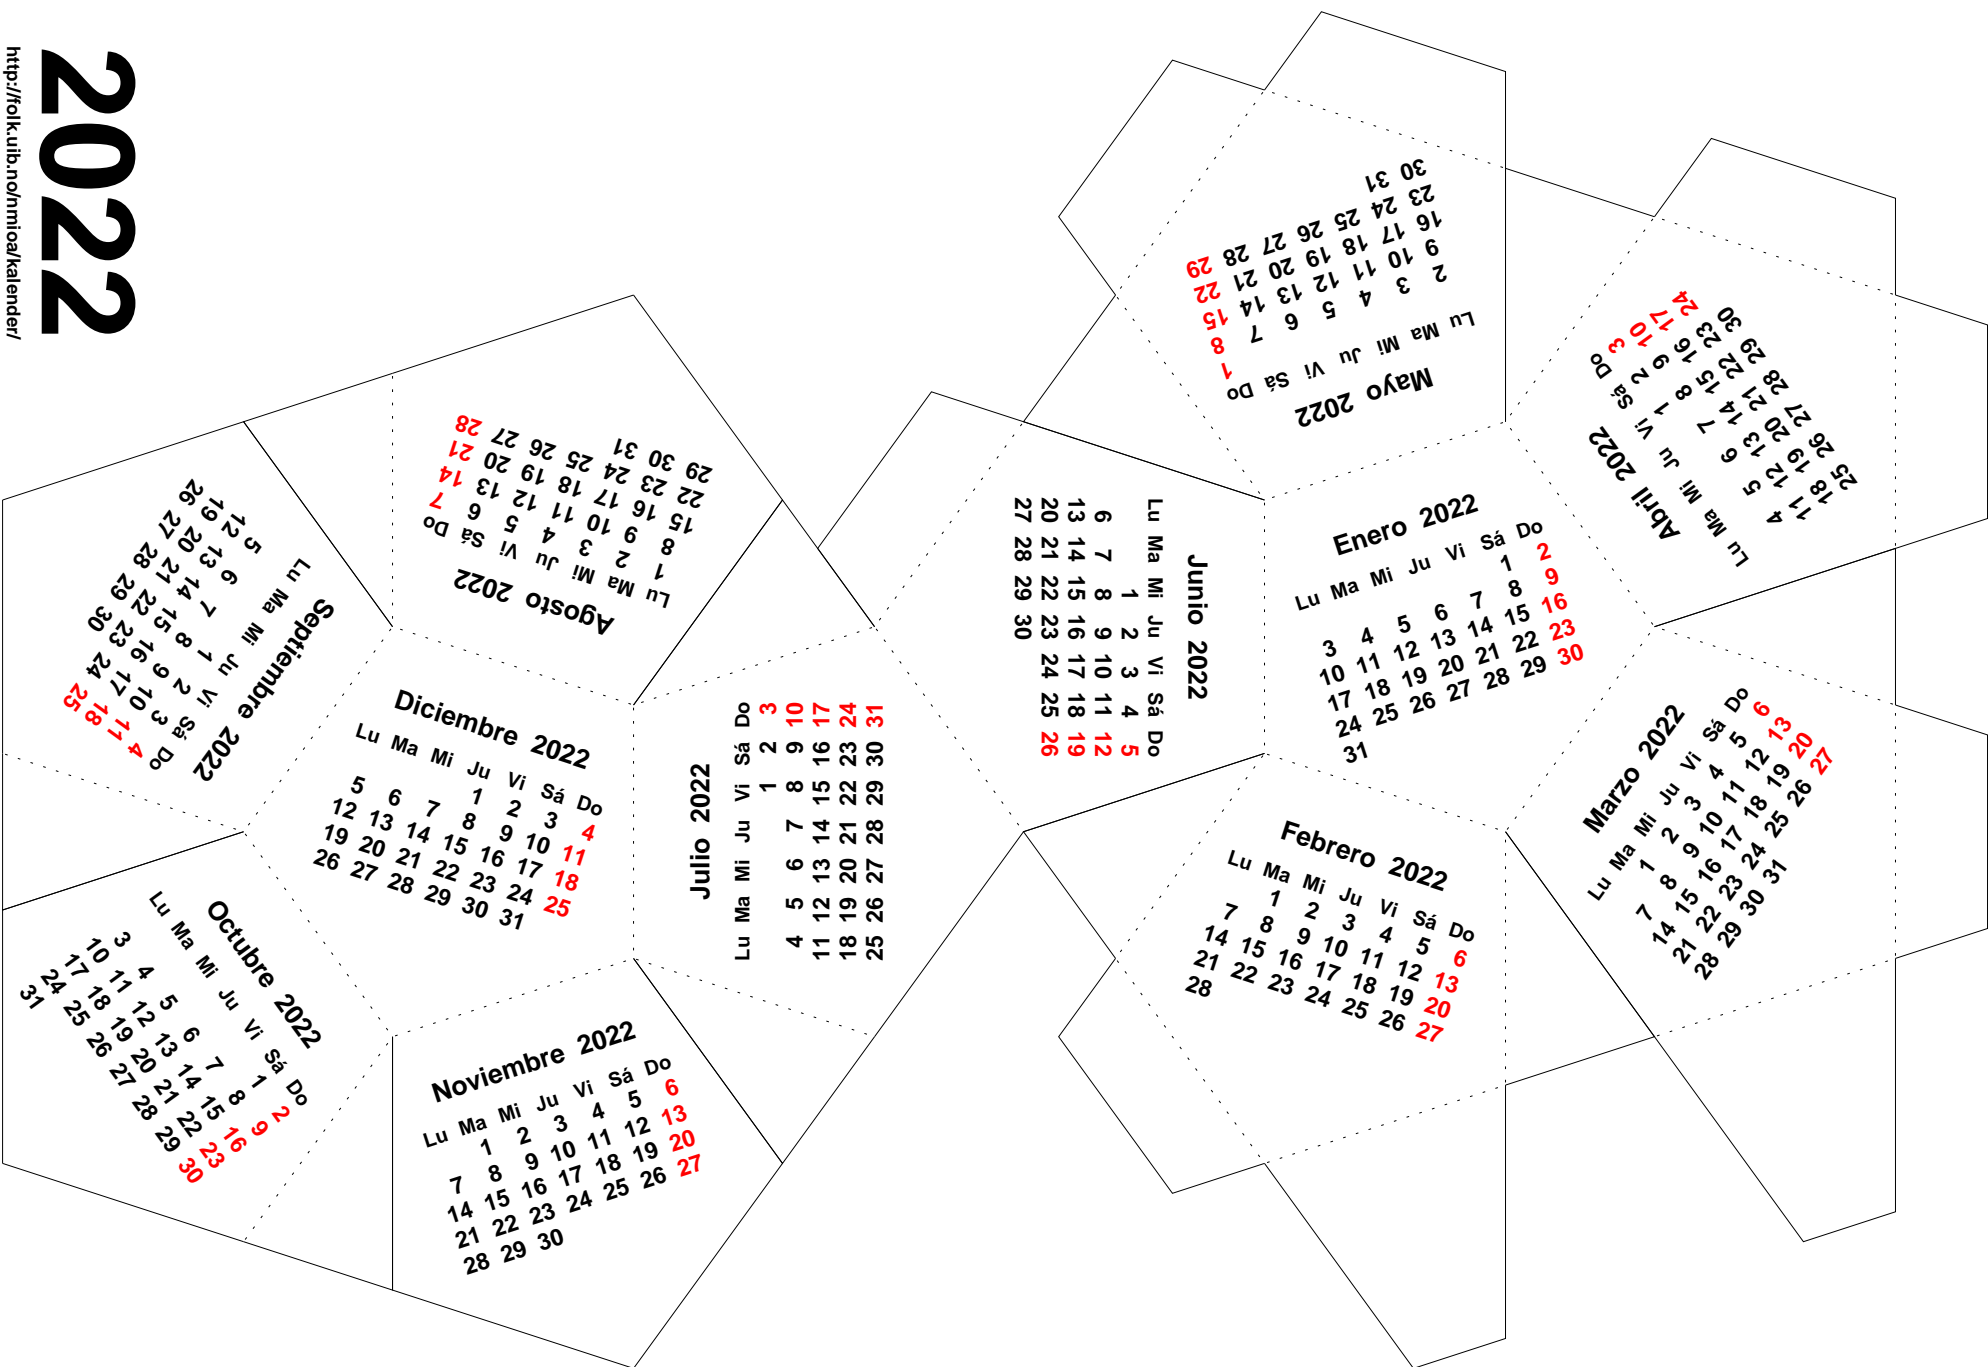 2022
http://folk.uib.no/nmioa/kalender/
Enero 2022
Lu Ma Mi Ju Vi Sá Do
1 2
3 4 5 6 7 8 9
10 11 12 13 14 15 16
17 18 19 20 21 22 23
24 25 26 27 28 29 30
31
Febrero 2022
Lu Ma Mi Ju Vi Sá Do
1 2 3 4 5 6
7 8 9 10 11 12 13
14 15 16 17 18 19 20
21 22 23 24 25 26 27
28
Marzo 2022
Lu Ma Mi Ju Vi Sá Do
1 2 3 4 5 6
7 8 9 10 11 12 13
14 15 16 17 18 19 20
21 22 23 24 25 26 27
28 29 30 31
Abril 2022
Lu Ma Mi Ju Vi Sá Do
1 2 3
4 5 6 7 8 9 10
11 12 13 14 15 16 17
18 19 20 21 22 23 24
25 26 27 28 29 30
Mayo 2022
Lu Ma Mi Ju Vi Sá Do
1
2 3 4 5 6 7 8
9 10 11 12 13 14 15
16 17 18 19 20 21 22
23 24 25 26 27 28 29
30 31
Junio 2022
Lu Ma Mi Ju Vi Sá Do
1 2 3 4 5
6 7 8 9 10 11 12
13 14 15 16 17 18 19
20 21 22 23 24 25 26
27 28 29 30
Julio 2022
Lu Ma Mi Ju Vi Sá Do
1 2 3
4 5 6 7 8 9 10
11 12 13 14 15 16 17
18 19 20 21 22 23 24
25 26 27 28 29 30 31
Agosto 2022
Lu Ma Mi Ju Vi Sá Do
1 2 3 4 5 6 7
8 9 10 11 12 13 14
15 16 17 18 19 20 21
22 23 24 25 26 27 28
29 30 31
Septiembre 2022
Lu Ma Mi Ju Vi Sá Do
1 2 3 4
5 6 7 8 9 10 11
12 13 14 15 16 17 18
19 20 21 22 23 24 25
26 27 28 29 30
Octubre 2022
Lu Ma Mi Ju Vi Sá Do
1 2
3 4 5 6 7 8 9
10 11 12 13 14 15 16
17 18 19 20 21 22 23
24 25 26 27 28 29 30
31
Noviembre 2022
Lu Ma Mi Ju Vi Sá Do
1 2 3 4 5 6
7 8 9 10 11 12 13
14 15 16 17 18 19 20
21 22 23 24 25 26 27
28 29 30
Diciembre 2022
Lu Ma Mi Ju Vi Sá Do
1 2 3 4
5 6 7 8 9 10 11
12 13 14 15 16 17 18
19 20 21 22 23 24 25
26 27 28 29 30 31